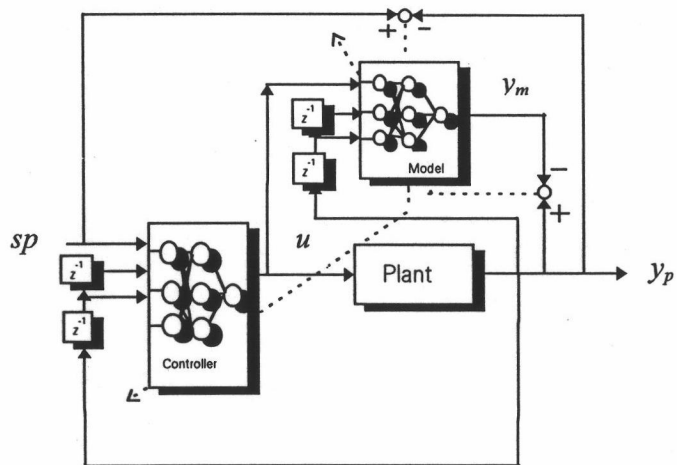 + −
y_m
z⁻¹
z⁻¹
Model
−
+
sp
u
z⁻¹
Plant
y_p
z⁻¹
Controller